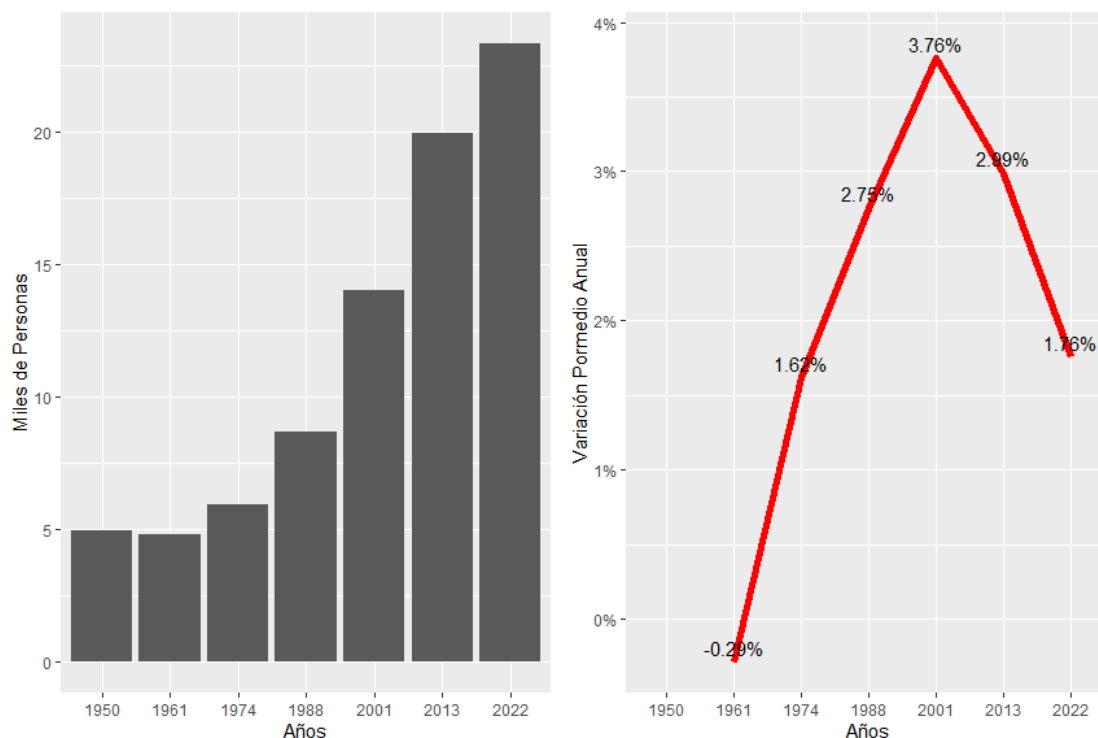 Miles de Personas
20
15
10
5
0
1950 1961 1974 1988 2001 2013 2022
Años
Variación Pormedio Anual
4%
3%
2%
1%
0%
3.76%
2.99%
2.75%
1.62%
1.76%
-0.29%
1950 1961 1974 1988 2001 2013 2022
Años